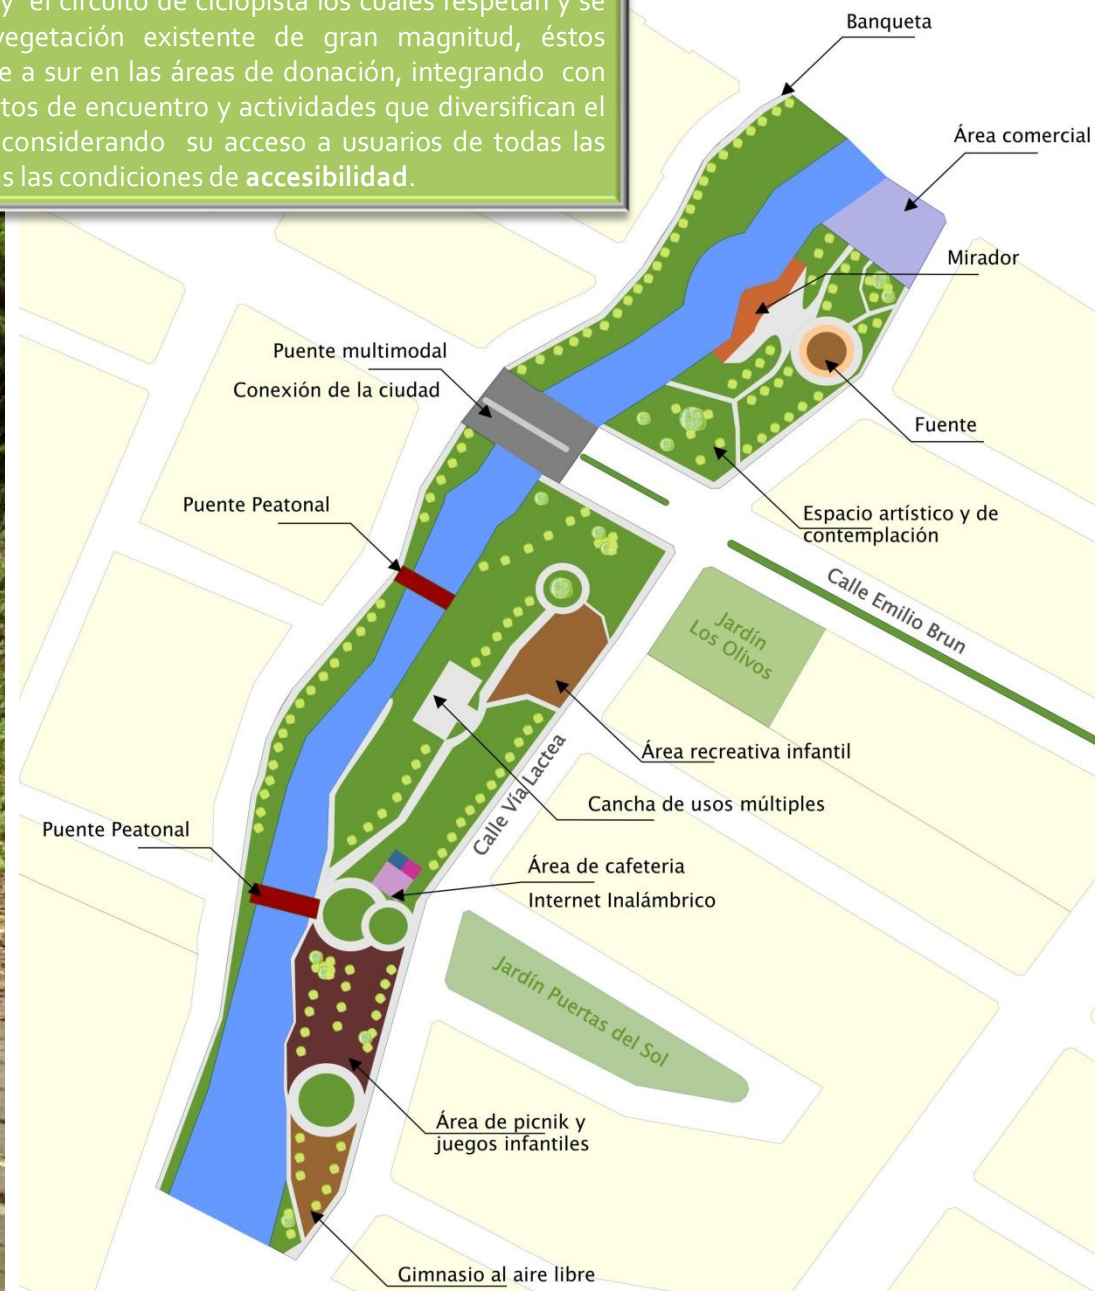 y el circuito de ciclopista los cuales respetan y se
vegetación existente de gran magnitud, éstos
e a sur en las áreas de donación, integrando con
tos de encuentro y actividades que diversifican el
considerando su acceso a usuarios de todas las
as las condiciones de accesibilidad.
Banqueta
Área comercial
Mirador
Puente multimodal
Conexión de la ciudad
Fuente
Puente Peatonal
Espacio artístico y de
contemplación
Calle Emilio Brun
Jardín
Los Olivos
Área recreativa infantil
Calle Vía Lactea
Cancha de usos múltiples
Puente Peatonal
Área de cafeteria
Internet Inalámbrico
Jardín Puertas del Sol
Área de picnik y
juegos infantiles
Gimnasio al aire libre